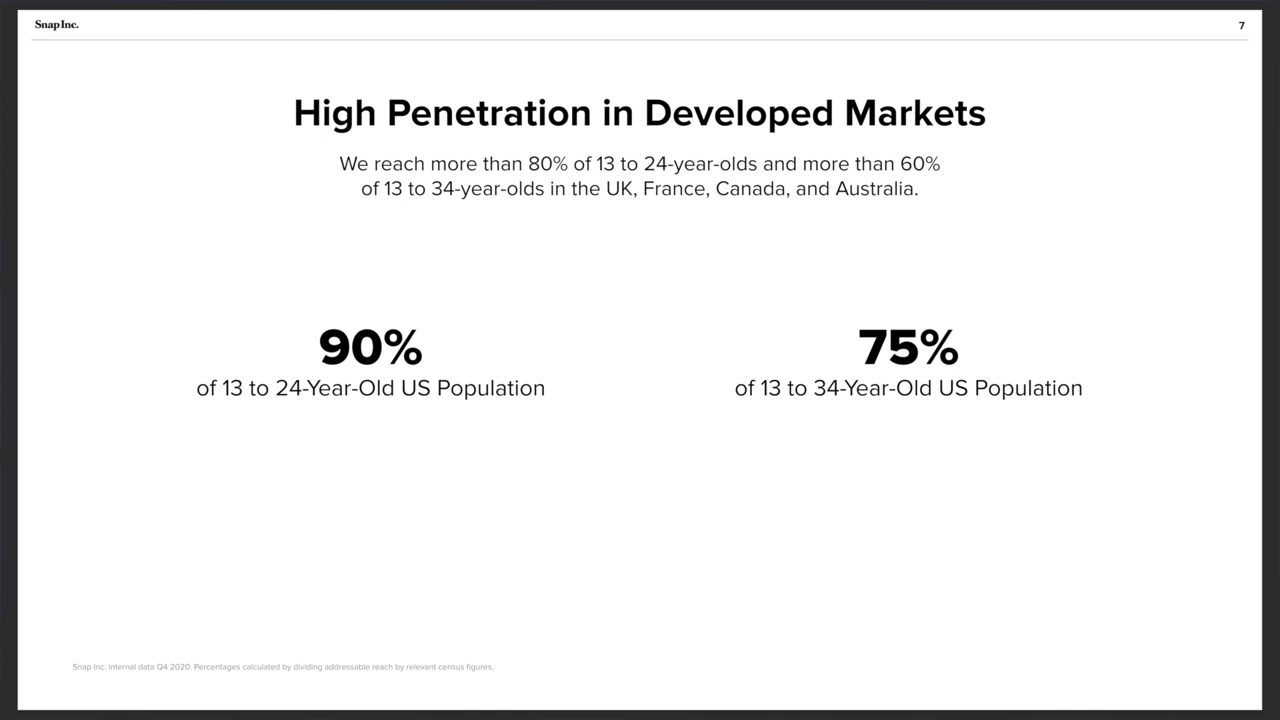 Snap Inc.
7
High Penetration in Developed Markets
We reach more than 80% of 13 to 24-year-olds and more than 60%
of 13 to 34-year-olds in the UK, France, Canada, and Australia.
90%
of 13 to 24-Year-Old US Population
75%
of 13 to 34-Year-Old US Population
Snap Inc. internal data Q4 2020. Percentages calculated by dividing addressable reach by relevant census figures.